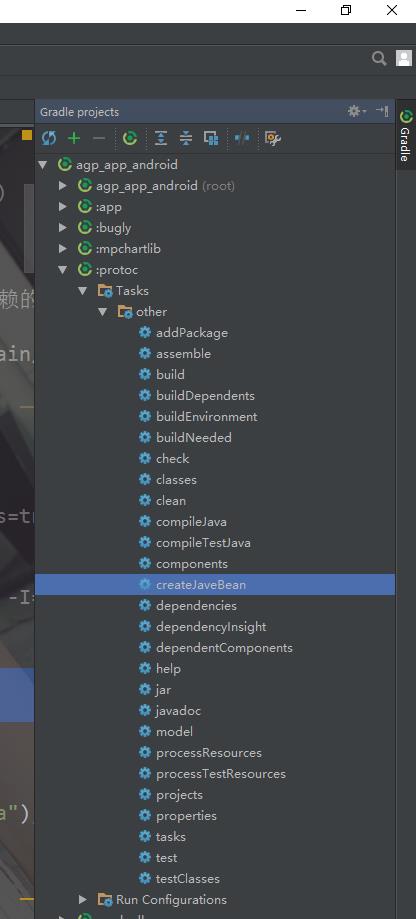 Gradle projects
Gradle
agp_app_android
agp_app_android (root)
:app
:bugly
:mpchartlib
:protoc
Tasks
other
addPackage
assemble
build
buildDependents
buildEnvironment
buildNeeded
check
classes
clean
compileJava
compileTestJava
components
createJaveBean
dependencies
dependencyInsight
dependentComponents
help
jar
javadoc
model
processResources
processTestResources
projects
properties
tasks
test
testClasses
Run Configurations
)
赖的
ain,
s=tr
-I=
a")